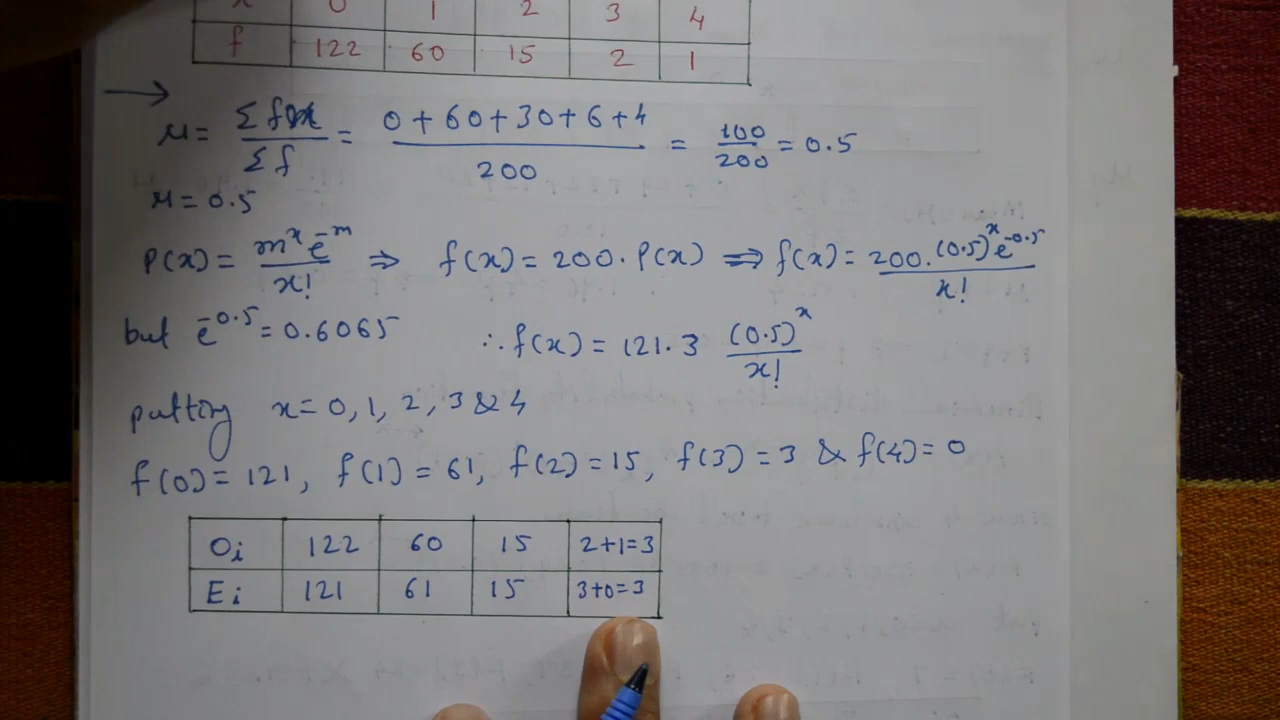 x 0 1 2 3 4
f 122 60 15 2 1
→ μ = Σfx / Σf = 0+60+30+6+4 / 200 = 100/200 = 0.5
μ = 0.5
P(x) = m^x e^-m / x! ⇒ f(x) = 200 · P(x) ⇒ f(x) = 200 · (0.5)^x e^-0.5 / x!
but e^-0.5 = 0.6065 ∴ f(x) = 121.3 (0.5)^x / x!
putting x = 0, 1, 2, 3 & 4
f(0) = 121, f(1) = 61, f(2) = 15, f(3) = 3 & f(4) = 0
Oi 122 60 15 2+1=3
Ei 121 61 15 3+0=3